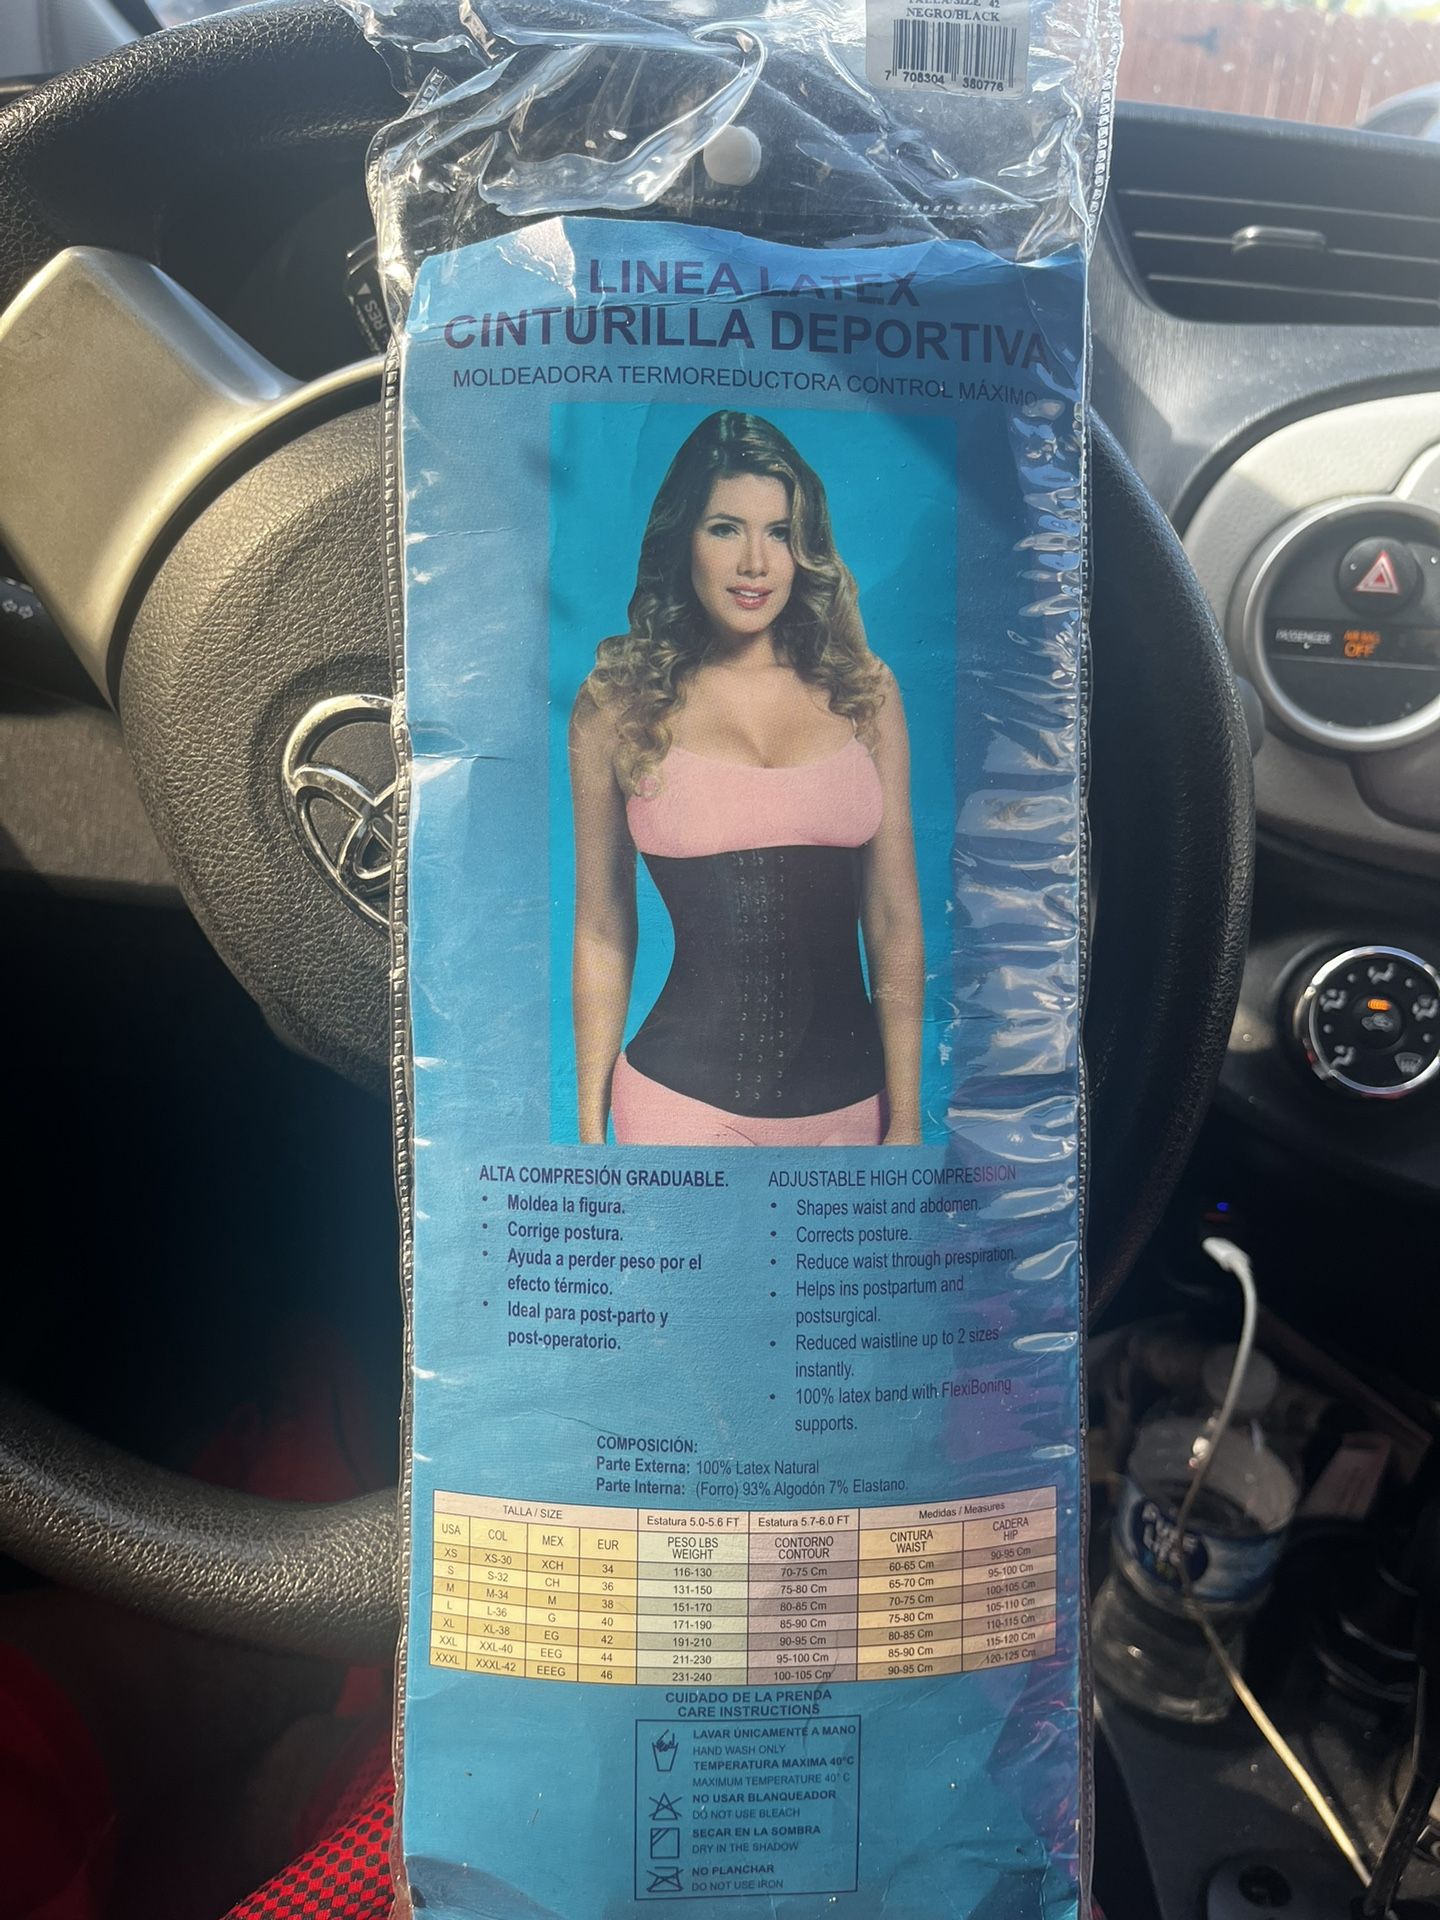 TALLA/SIZE 42
NEGRO/BLACK
7 708304 380776
RES
LINEA LATEX
CINTURILLA DEPORTIVA
MOLDEADORA TERMOREDUCTORA CONTROL MÁXIMO
PASSENGER AIR BAG
OFF
ALTA COMPRESIÓN GRADUABLE.
• Moldea la figura.
• Corrige postura.
• Ayuda a perder peso por el
efecto térmico.
• Ideal para post-parto y
post-operatorio.
ADJUSTABLE HIGH COMPRESISION
• Shapes waist and abdomen.
• Corrects posture.
• Reduce waist through prespiration.
• Helps ins postpartum and
postsurgical.
• Reduced waistline up to 2 sizes
instantly.
• 100% latex band with FlexiBoning
supports.
COMPOSICIÓN:
Parte Externa: 100% Latex Natural
Parte Interna: (Forro) 93% Algodón 7% Elastano.
TALLA / SIZE Estatura 5.0-5.6 FT Estatura 5.7-6.0 FT Medidas / Measures
USA COL MEX EUR PESO LBS WEIGHT CONTORNO CONTOUR CINTURA WAIST CADERA HIP
XS XS-30 XCH 34 116-130 70-75 Cm 60-65 Cm 90-95 Cm
S S-32 CH 36 131-150 75-80 Cm 65-70 Cm 95-100 Cm
M M-34 M 38 151-170 80-85 Cm 70-75 Cm 100-105 Cm
L L-36 G 40 171-190 85-90 Cm 75-80 Cm 105-110 Cm
XL XL-38 EG 42 191-210 90-95 Cm 80-85 Cm 110-115 Cm
XXL XXL-40 EEG 44 211-230 95-100 Cm 85-90 Cm 115-120 Cm
XXXL XXXL-42 EEEG 46 231-240 100-105 Cm 90-95 Cm 120-125 Cm
CUIDADO DE LA PRENDA
CARE INSTRUCTIONS
LAVAR ÚNICAMENTE A MANO
HAND WASH ONLY
TEMPERATURA MAXIMA 40°C
MAXIMUM TEMPERATURE 40° C
NO USAR BLANQUEADOR
DO NOT USE BLEACH
SECAR EN LA SOMBRA
DRY IN THE SHADOW
NO PLANCHAR
DO NOT USE IRON